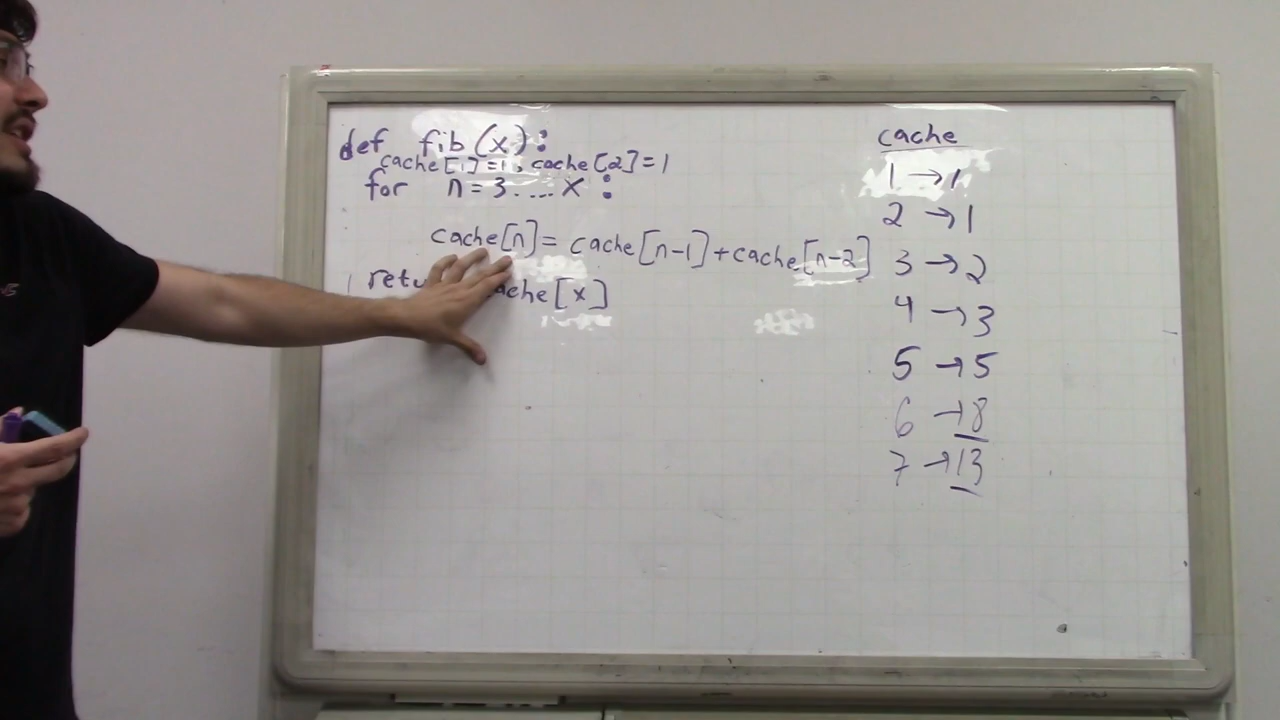 def fib(x):
cache[1]=1, cache[2]=1
for n=3....x:
cache[n]= cache[n-1]+cache[n-2]
cache[x]
cache
1→1
2→1
3→2
4→3
5→5
6→8
7→13